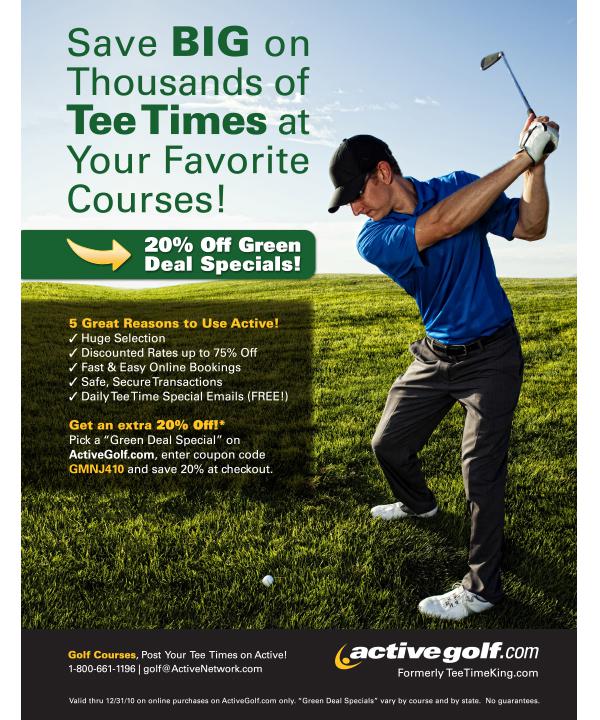 Save BIG on
Thousands of
Tee Times at
Your Favorite
Courses!
20% Off Green
Deal Specials!
5 Great Reasons to Use Active!
✓ Huge Selection
✓ Discounted Rates up to 75% Off
✓ Fast & Easy Online Bookings
✓ Safe, Secure Transactions
✓ Daily Tee Time Special Emails (FREE!)
Get an extra 20% Off!*
Pick a "Green Deal Special" on
ActiveGolf.com, enter coupon code
GMNJ410 and save 20% at checkout.
Golf Courses, Post Your Tee Times on Active!
1-800-661-1196 | golf@ActiveNetwork.com
activegolf.com
Formerly TeeTimeKing.com
Valid thru 12/31/10 on online purchases on ActiveGolf.com only. "Green Deal Specials" vary by course and by state. No guarantees.